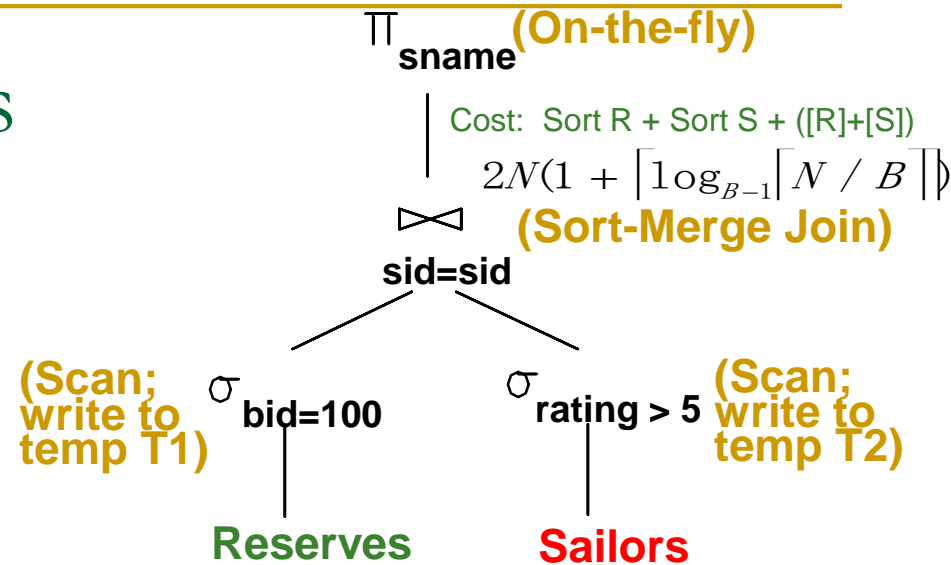 (On-the-fly)
∏ sname
s
Cost: Sort R + Sort S + ([R]+[S])
2N(1 + ⌈log_{B−1}⌈N / B⌉⌉)
⋈
(Sort-Merge Join)
sid=sid
(Scan;
write to
temp T1)
σ bid=100
σ rating > 5
(Scan;
write to
temp T2)
Reserves
Sailors